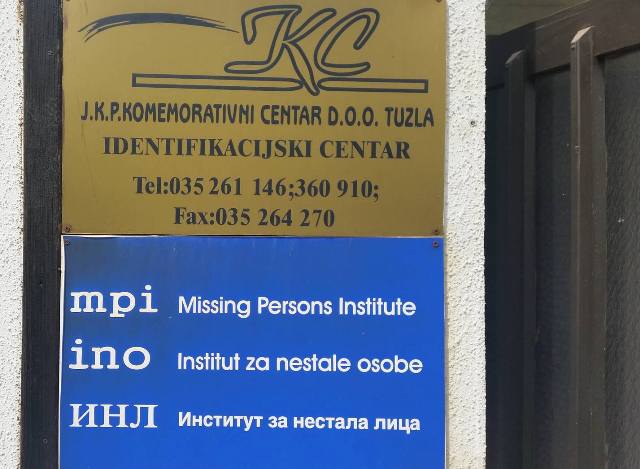 KC
J.K.P.KOMEMORATIVNI CENTAR D.O.O. TUZLA
IDENTIFIKACIJSKI CENTAR
Tel:035 261 146;360 910;
Fax:035 264 270
mpi Missing Persons Institute
ino Institut za nestale osobe
ИНЛ Институт за нестала лица